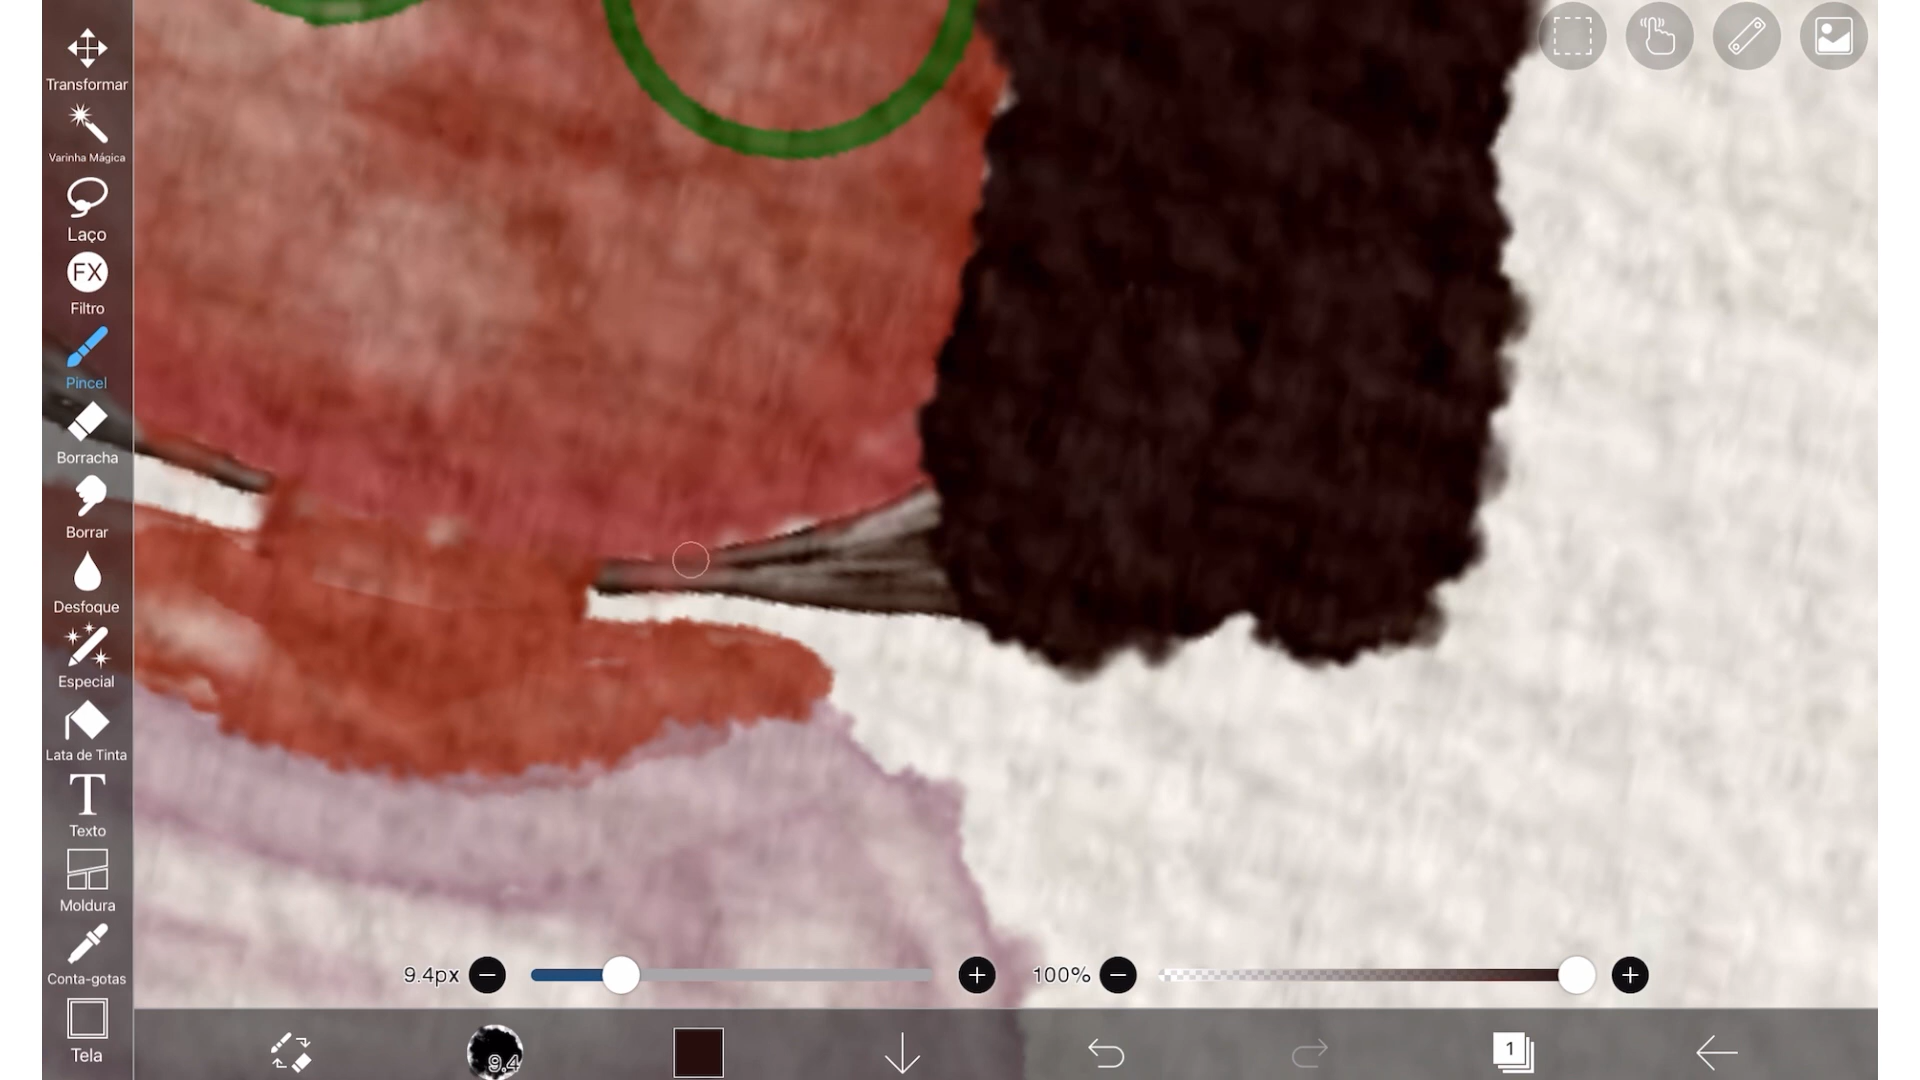 Transformar
Varinha Mágica
Laço
FX
Filtro
Pincel
Borracha
Borrar
Desfoque
Especial
Lata de Tinta
T
Texto
Moldura
Conta-gotas
Tela
9.4px
100%
9.4
1